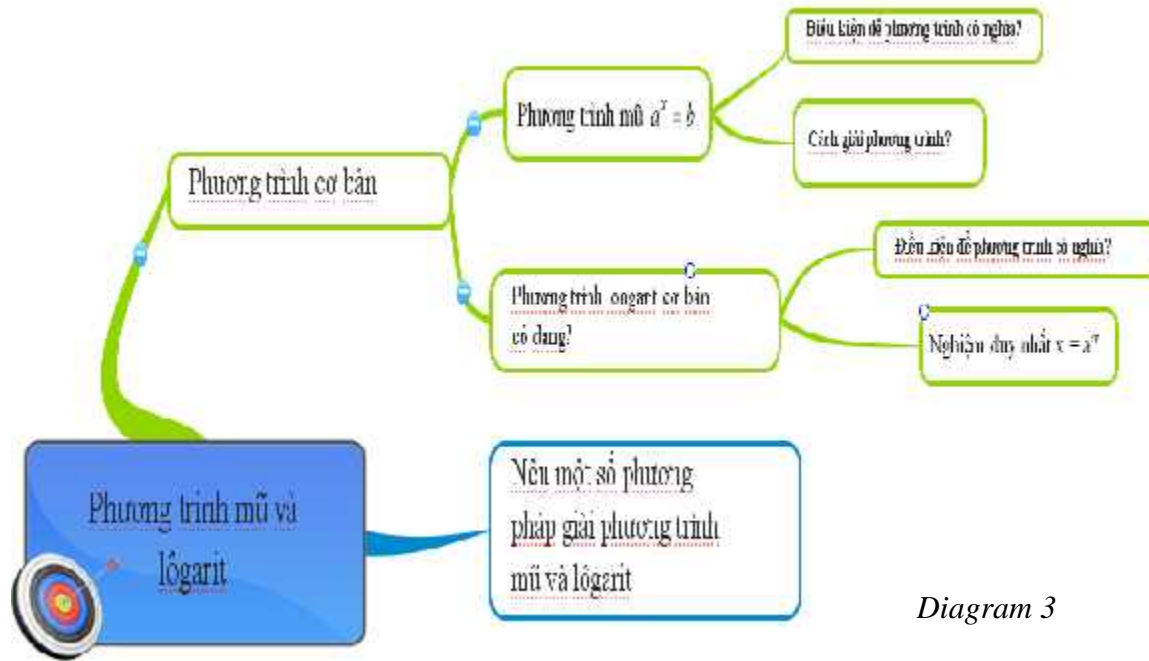 Điều kiện để phương trình có nghĩa?
Phương trình mũ aˣ = b
Cách giải phương trình?
Phương trình cơ bản
Điều kiện để phương trình có nghĩa?
Phương trình logarit cơ bản
có dạng?
Nghiệm duy nhất x = aᵐ
Nêu một số phương
pháp giải phương trình
mũ và lôgarit
Phương trình mũ và
lôgarit
Diagram 3